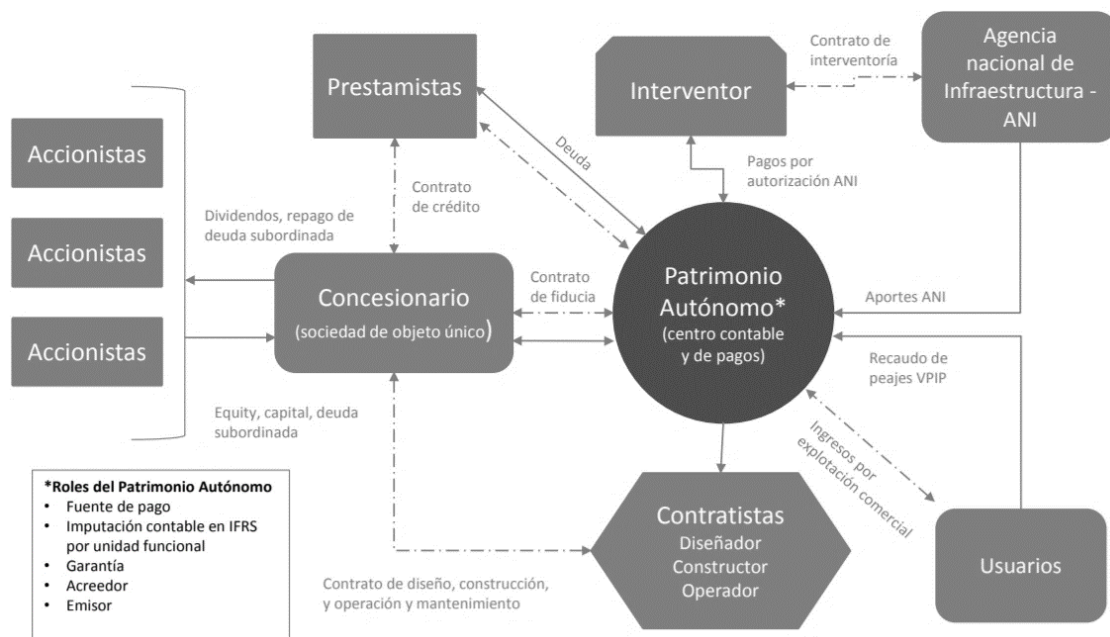 Contrato de
interventoría
Agencia
nacional de
Infraestructura -
ANI
Prestamistas
Interventor
Accionistas
Deuda
Pagos por
autorización ANI
Contrato
de crédito
Dividendos, repago de
deuda subordinada
Accionistas
Concesionario
(sociedad de objeto único)
Contrato
de fiducia
Patrimonio
Autónomo*
(centro contable
y de pagos)
Aportes ANI
Accionistas
Recaudo de
peajes VPIP
Equity, capital, deuda
subordinada
Ingresos por
explotación comercial
*Roles del Patrimonio Autónomo
• Fuente de pago
• Imputación contable en IFRS
por unidad funcional
• Garantía
• Acreedor
• Emisor
Contrato de diseño, construcción,
y operación y mantenimiento
Contratistas
Diseñador
Constructor
Operador
Usuarios